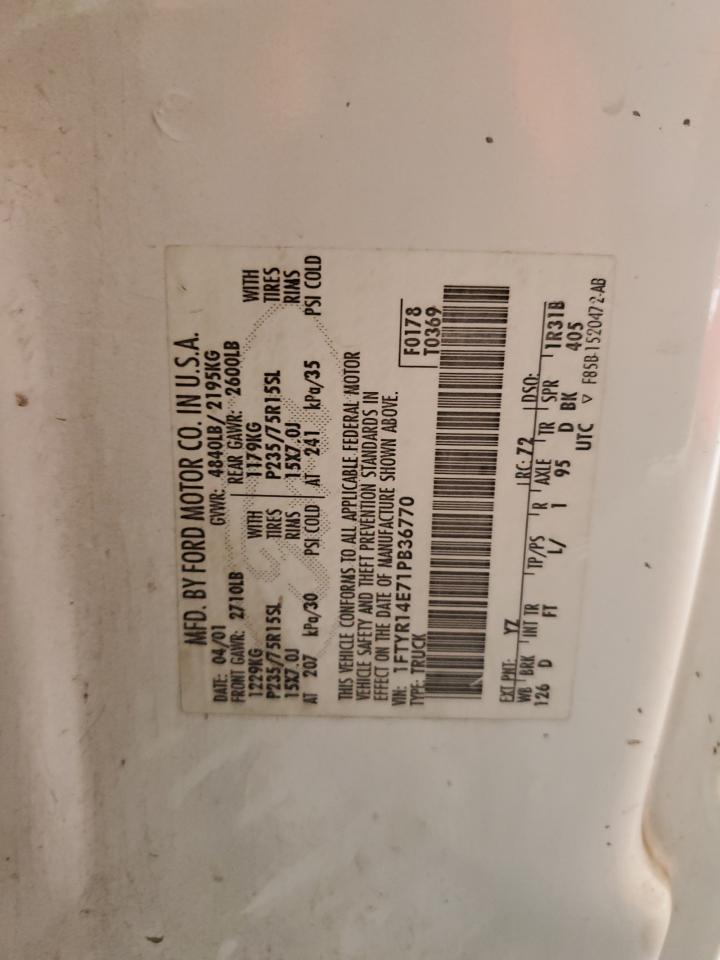 MFD. BY FORD MOTOR CO. IN U.S.A.
DATE: 04/01 GVWR: 4840LB/2195KG
FRONT GAWR: 2710LB REAR GAWR: 2600LB
1229KG WITH 1179KG WITH
P235/75R15SL TIRES P235/75R15SL TIRES
15X7.0J RIMS 15X7.0J RIMS
AT 207 kPa/30 PSI COLD AT 241 kPa/35 PSI COLD
THIS VEHICLE CONFORMS TO ALL APPLICABLE FEDERAL MOTOR
VEHICLE SAFETY AND THEFT PREVENTION STANDARDS IN
EFFECT ON THE DATE OF MANUFACTURE SHOWN ABOVE.
VIN: 1FTYR14E71PB36770 F0178
TYPE: TRUCK T0369
EXT PNT: YZ RC: 72 DSO:
WB BRK INT TR TP/PS R AXLE TR SPR 1R31B
126 D FT L/ 1 95 D BK 405
UTC ▽ F85B-1520472-AB